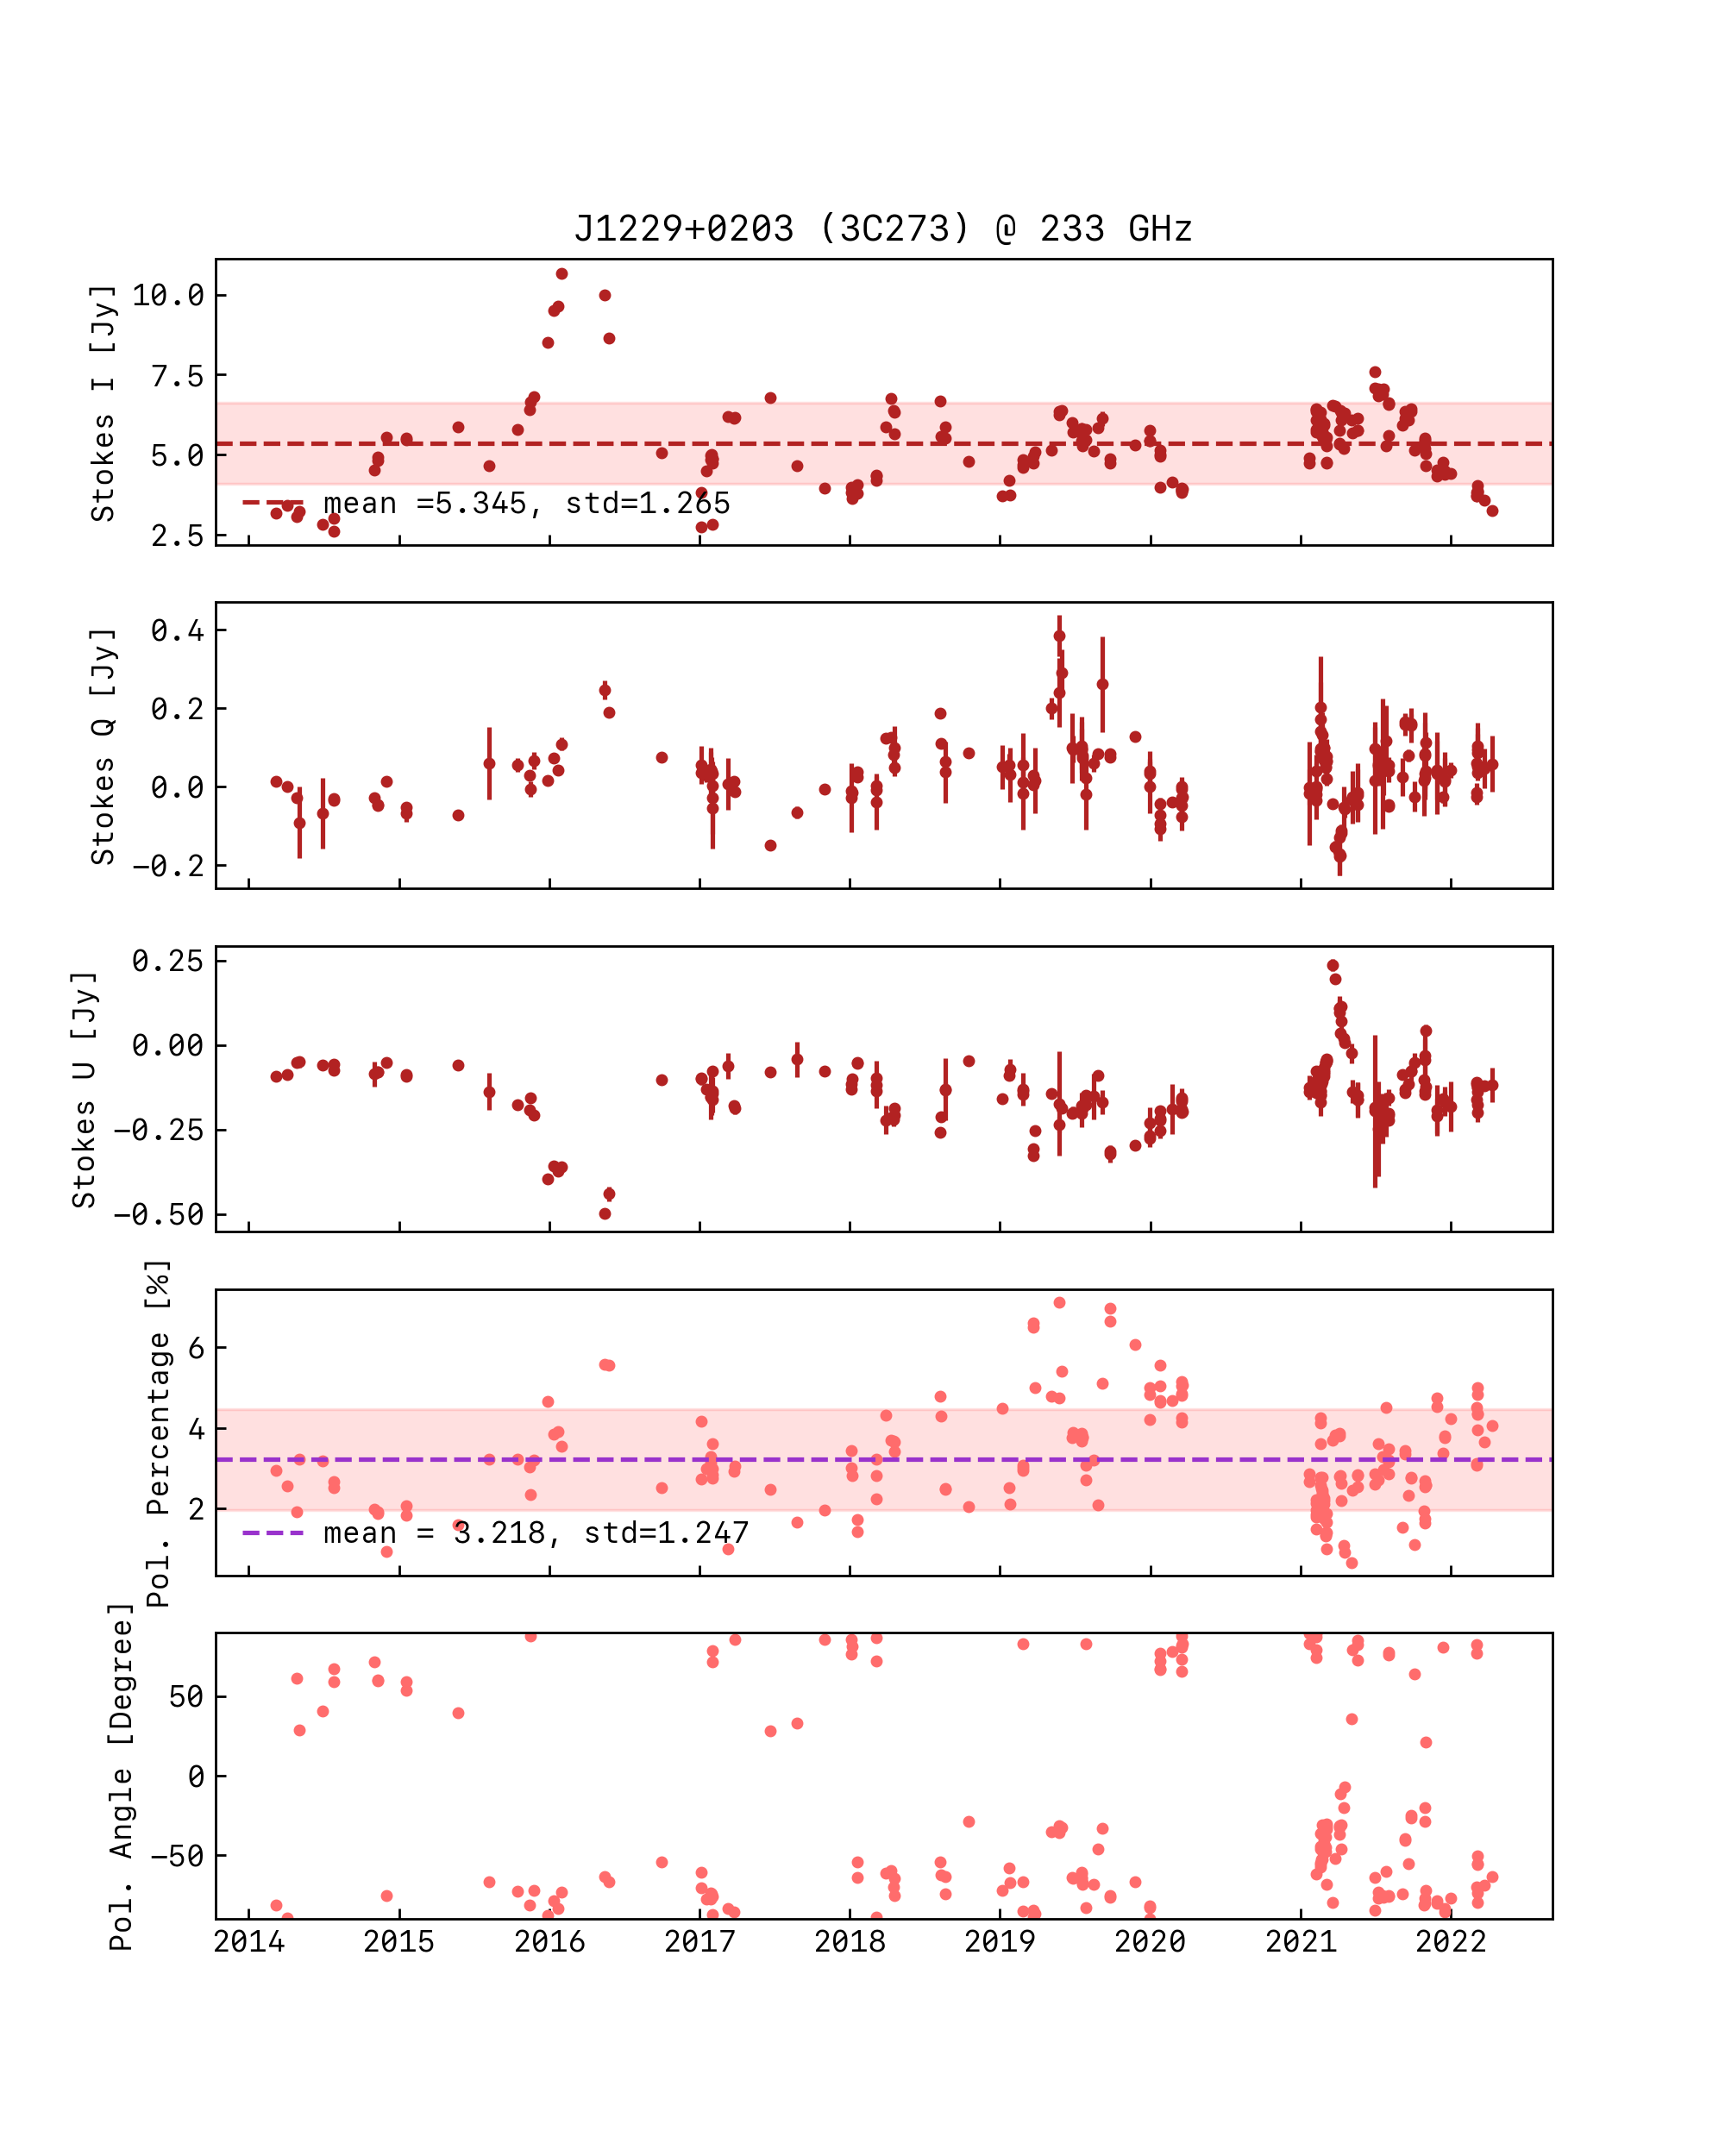 J1229+0203 (3C273) @ 233 GHz
Stokes I [Jy]
10.0
7.5
5.0
2.5
mean =5.345, std=1.265
Stokes Q [Jy]
0.4
0.2
0.0
−0.2
Stokes U [Jy]
0.25
0.00
−0.25
−0.50
Pol. Percentage [%]
6
4
2
mean = 3.218, std=1.247
Pol. Angle [Degree]
50
0
−50
2014 2015 2016 2017 2018 2019 2020 2021 2022